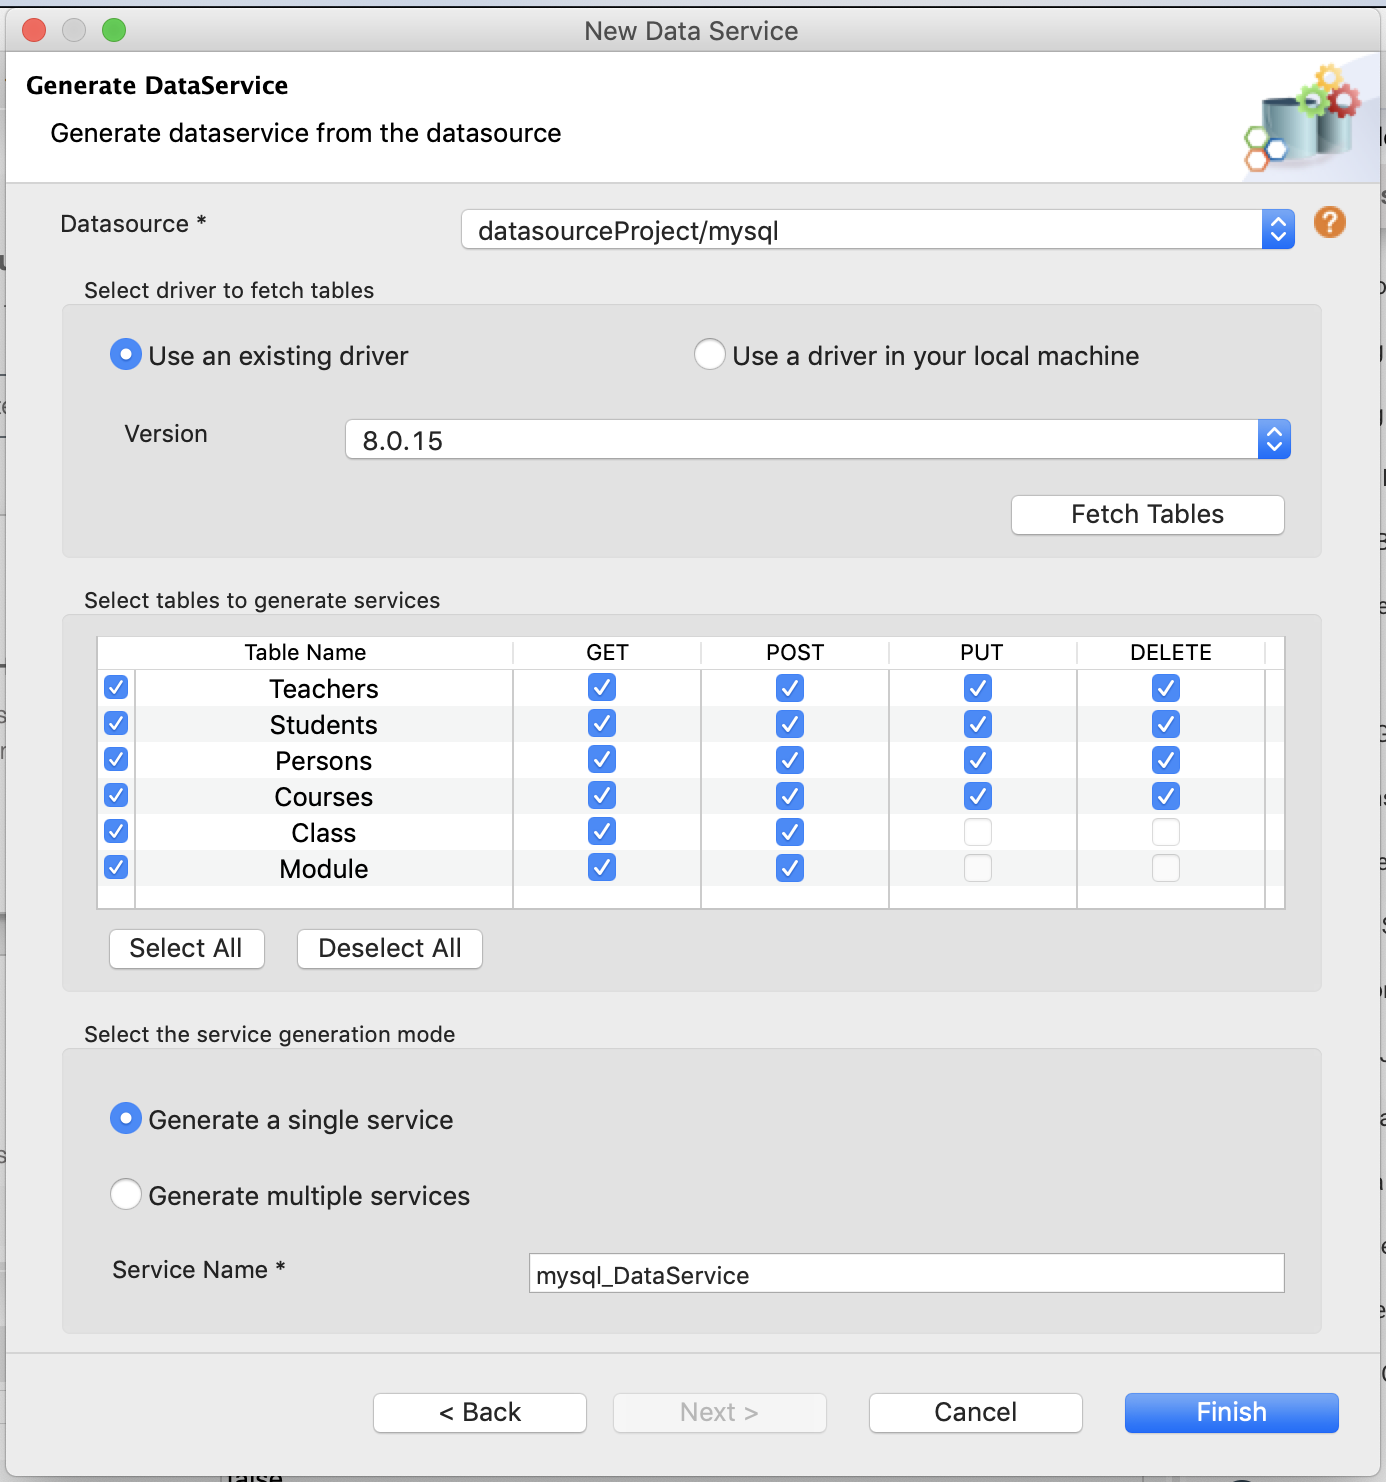 New Data Service
Generate DataService
Generate dataservice from the datasource
Datasource *
datasourceProject/mysql
?
Select driver to fetch tables
Use an existing driver
Use a driver in your local machine
Version
8.0.15
Fetch Tables
Select tables to generate services
Table Name GET POST PUT DELETE
Teachers
Students
Persons
Courses
Class
Module
Select All
Deselect All
Select the service generation mode
Generate a single service
Generate multiple services
Service Name *
mysql_DataService
< Back
Next >
Cancel
Finish